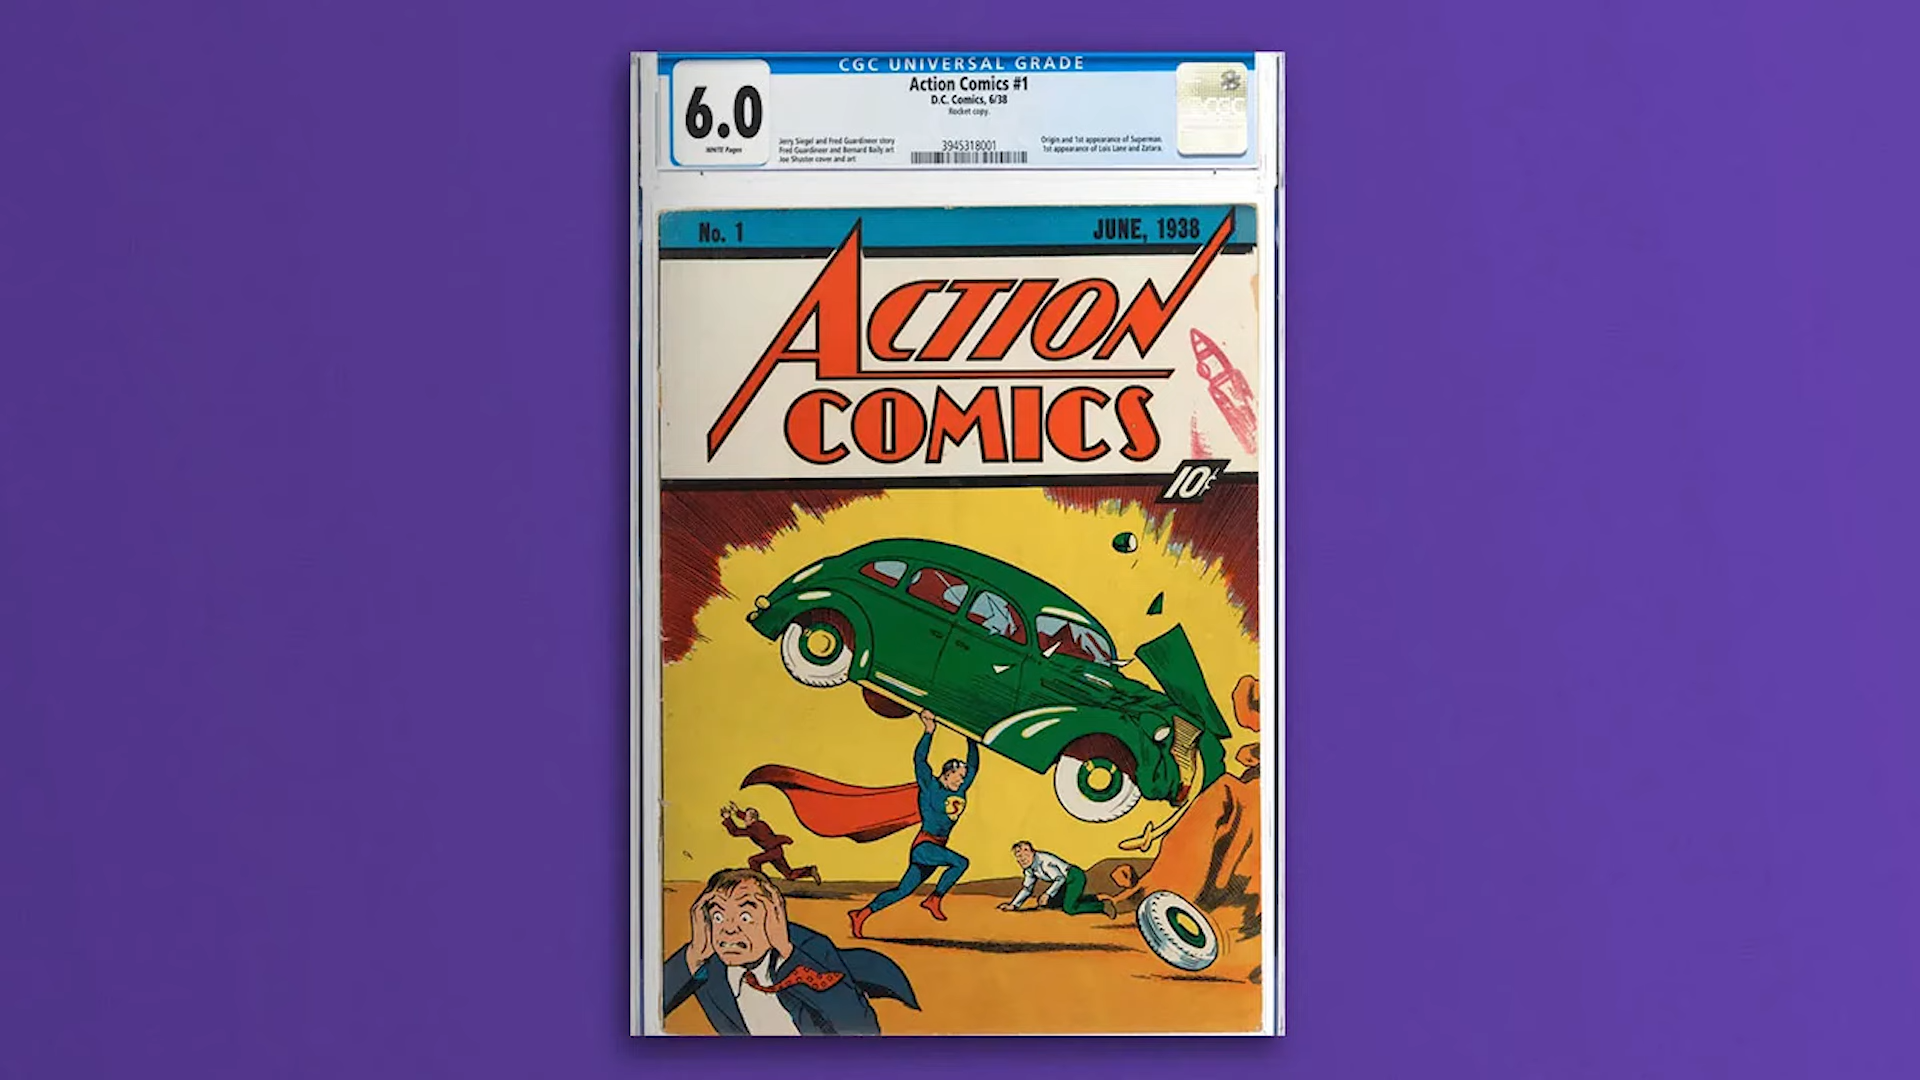 CGC UNIVERSAL GRADE
6.0
WHITE Pages
Action Comics #1
D.C. Comics, 6/38
Rocket copy.
Jerry Siegel and Fred Guardineer story
Fred Guardineer and Bernard Baily art
Joe Shuster cover and art
3945318001
Origin and 1st appearance of Superman.
1st appearance of Lois Lane and Zatara.
CGC
No. 1
JUNE, 1938
ACTION
COMICS
10¢
S